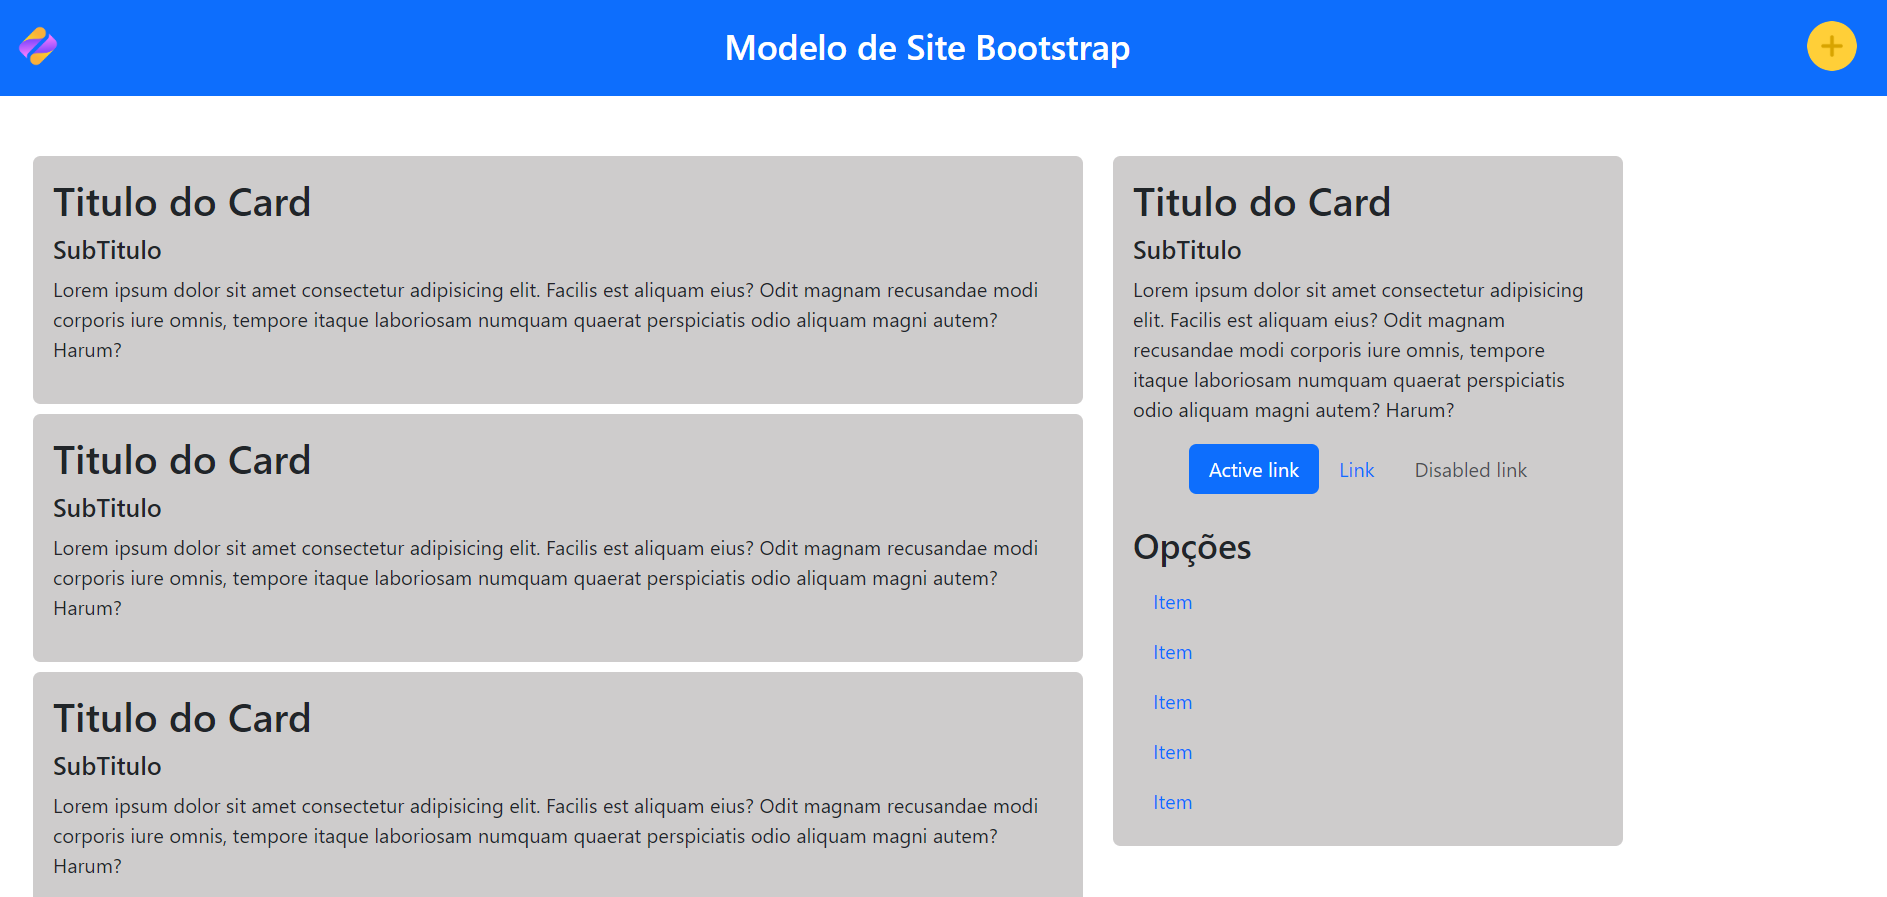 Modelo de Site Bootstrap
Titulo do Card
SubTitulo
Lorem ipsum dolor sit amet consectetur adipisicing elit. Facilis est aliquam eius? Odit magnam recusandae modi
corporis iure omnis, tempore itaque laboriosam numquam quaerat perspiciatis odio aliquam magni autem?
Harum?
Titulo do Card
SubTitulo
Lorem ipsum dolor sit amet consectetur adipisicing elit. Facilis est aliquam eius? Odit magnam recusandae modi
corporis iure omnis, tempore itaque laboriosam numquam quaerat perspiciatis odio aliquam magni autem?
Harum?
Titulo do Card
SubTitulo
Lorem ipsum dolor sit amet consectetur adipisicing elit. Facilis est aliquam eius? Odit magnam recusandae modi
corporis iure omnis, tempore itaque laboriosam numquam quaerat perspiciatis odio aliquam magni autem?
Harum?
Titulo do Card
SubTitulo
Lorem ipsum dolor sit amet consectetur adipisicing
elit. Facilis est aliquam eius? Odit magnam
recusandae modi corporis iure omnis, tempore
itaque laboriosam numquam quaerat perspiciatis
odio aliquam magni autem? Harum?
Active link Link Disabled link
Opções
Item
Item
Item
Item
Item